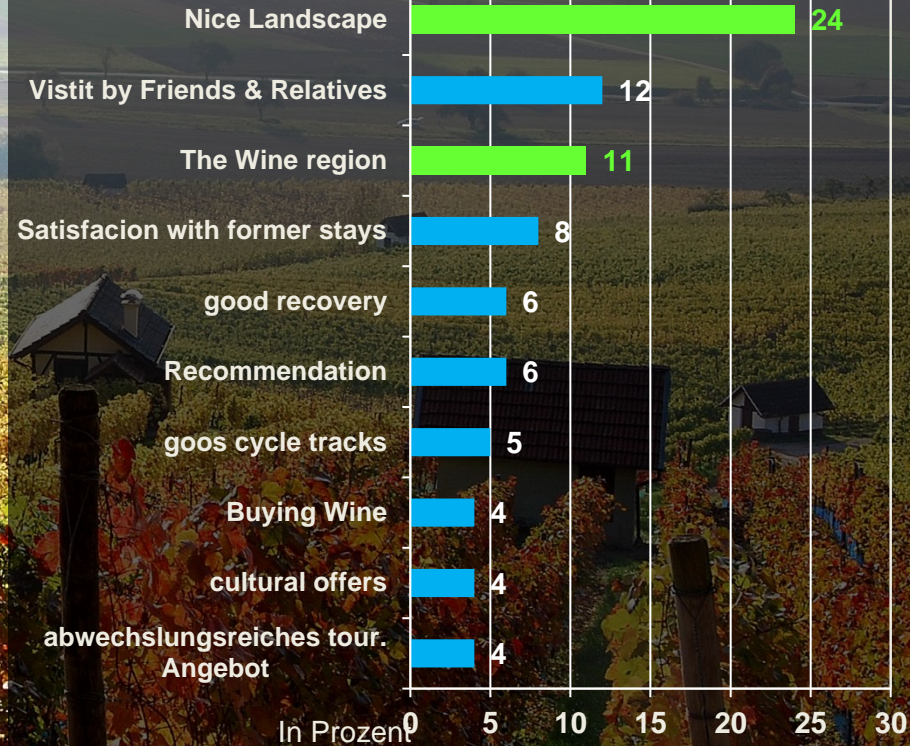 Nice Landscape 24
Vistit by Friends & Relatives 12
The Wine region 11
Satisfacion with former stays 8
good recovery 6
Recommendation 6
goos cycle tracks 5
Buying Wine 4
cultural offers 4
abwechslungsreiches tour.
Angebot 4
In Prozent 0 5 10 15 20 25 30